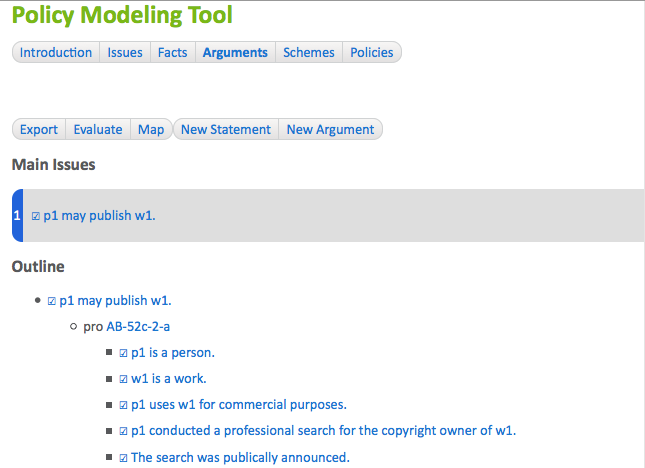 Policy Modeling Tool
Introduction Issues Facts Arguments Schemes Policies
Export Evaluate Map New Statement New Argument
Main Issues
1 ☑ p1 may publish w1.
Outline
• ☑ p1 may publish w1.
○ pro AB-52c-2-a
■ ☑ p1 is a person.
■ ☑ w1 is a work.
■ ☑ p1 uses w1 for commercial purposes.
■ ☑ p1 conducted a professional search for the copyright owner of w1.
■ ☑ The search was publically announced.